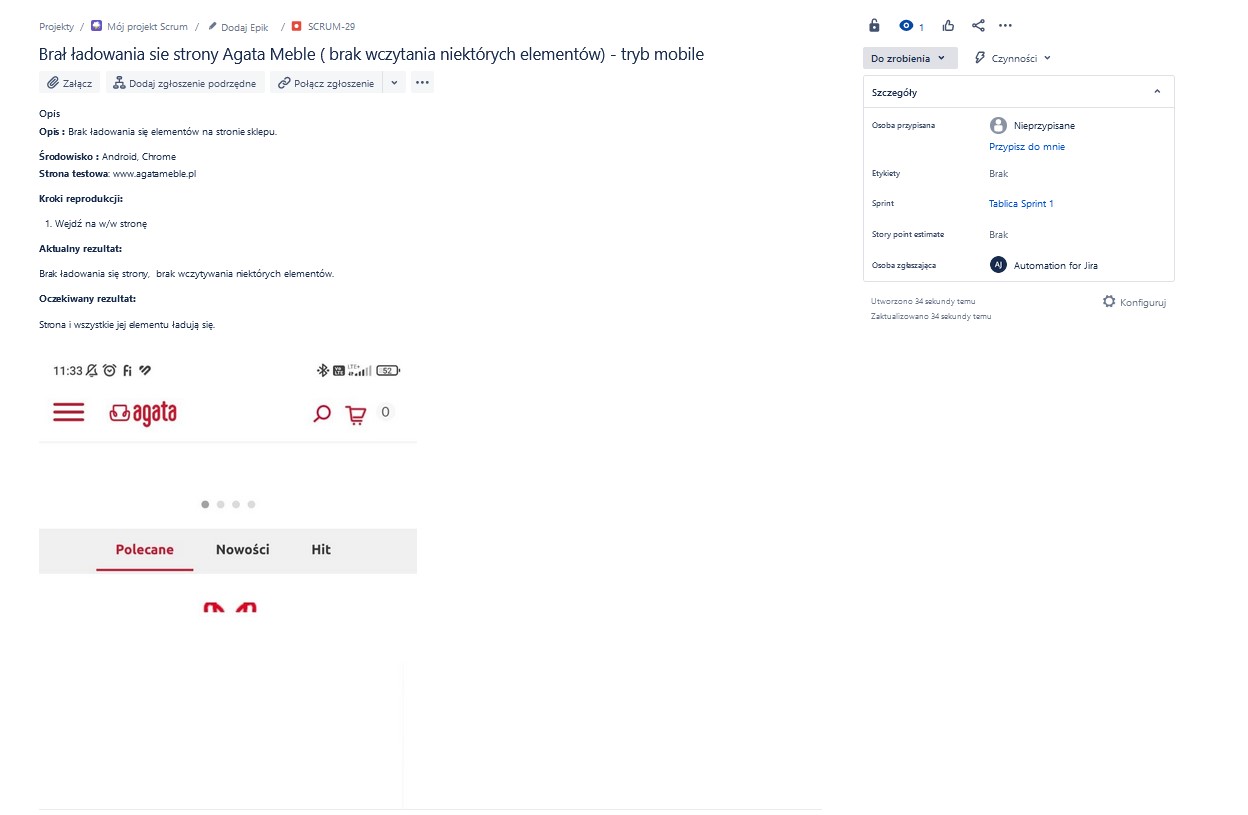 Projekty / Mój projekt Scrum / Dodaj Epik / SCRUM-29
Brał ładowania sie strony Agata Meble ( brak wczytania niektórych elementów) - tryb mobile
Załącz Dodaj zgłoszenie podrzędne Połącz zgłoszenie
Opis
Opis : Brak ładowania się elementów na stronie sklepu.
Środowisko : Android, Chrome
Strona testowa: www.agatameble.pl
Kroki reprodukcji:
1. Wejdź na w/w stronę
Aktualny rezultat:
Brak ładowania się strony, brak wczytywania niektórych elementów.
Oczekiwany rezultat:
Strona i wszystkie jej elementu ładują się.
11:33 LTE+ 52
agata 0
Polecane Nowości Hit
1
Do zrobienia Czynności
Szczegóły
Osoba przypisana Nieprzypisane
Przypisz do mnie
Etykiety Brak
Sprint Tablica Sprint 1
Story point estimate Brak
Osoba zgłaszająca AJ Automation for Jira
Utworzono 34 sekundy temu Konfiguruj
Zaktualizowano 34 sekundy temu